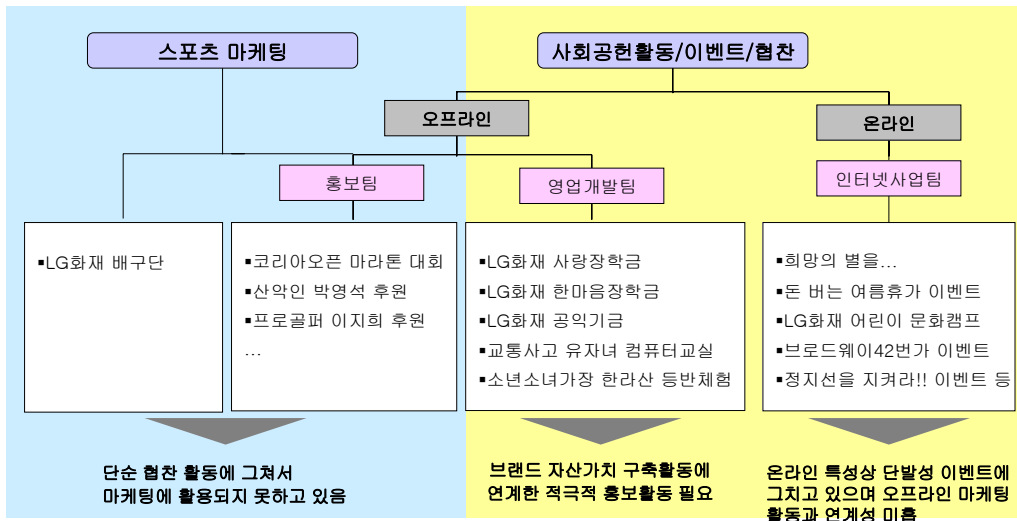 스포츠 마케팅
사회공헌활동/이벤트/협찬
오프라인
온라인
홍보팀
영업개발팀
인터넷사업팀
▪LG화재 배구단
▪코리아오픈 마라톤 대회
▪산악인 박영석 후원
▪프로골퍼 이지희 후원
...
▪LG화재 사랑장학금
▪LG화재 한마음장학금
▪LG화재 공익기금
▪교통사고 유자녀 컴퓨터교실
▪소년소녀가장 한라산 등반체험
▪희망의 별을...
▪돈 버는 여름휴가 이벤트
▪LG화재 어린이 문화캠프
▪브로드웨이42번가 이벤트
▪정지선을 지켜라!! 이벤트 등
단순 협찬 활동에 그쳐서
마케팅에 활용되지 못하고 있음
브랜드 자산가치 구축활동에
연계한 적극적 홍보활동 필요
온라인 특성상 단발성 이벤트에
그치고 있으며 오프라인 마케팅
활동과 연계성 미흡